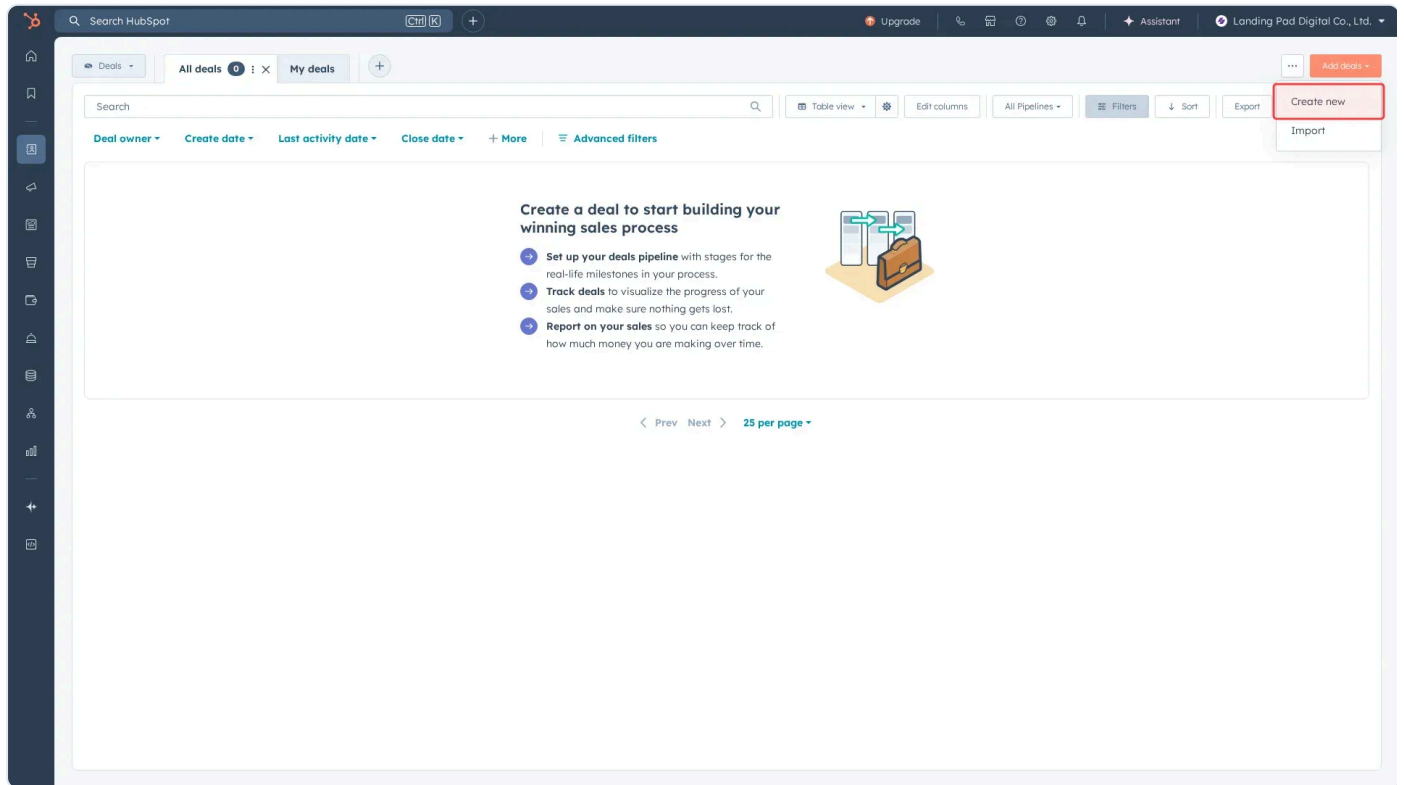 Search HubSpot
Ctrl K
Upgrade
Assistant
Landing Pad Digital Co., Ltd.
Deals
All deals 0
My deals
Add deals
Search
Table view
Edit columns
All Pipelines
Filters
Sort
Export
Create new
Import
Deal owner
Create date
Last activity date
Close date
+ More
Advanced filters
Create a deal to start building your
winning sales process
Set up your deals pipeline with stages for the
real-life milestones in your process.
Track deals to visualize the progress of your
sales and make sure nothing gets lost.
Report on your sales so you can keep track of
how much money you are making over time.
Prev Next
25 per page